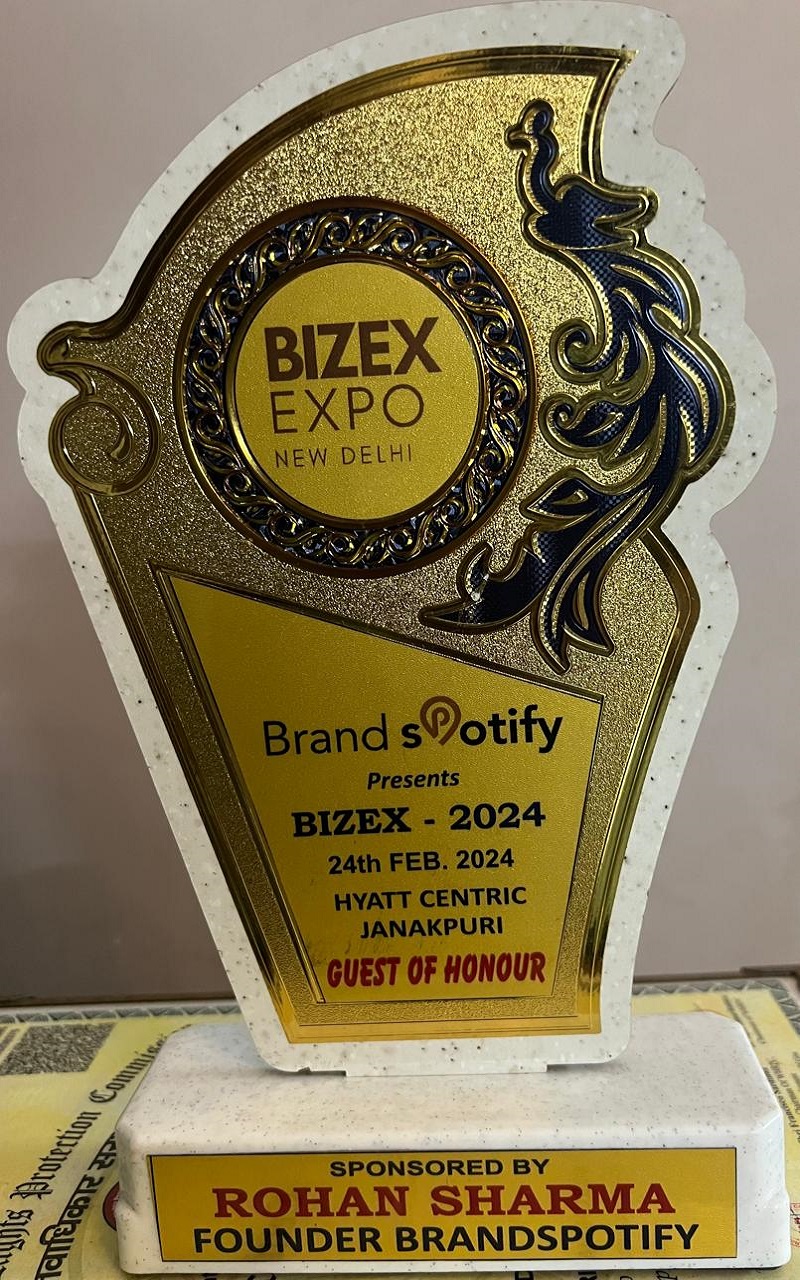 BIZEX
EXPO
NEW DELHI
Brand spotify
Presents
BIZEX - 2024
24th FEB. 2024
HYATT CENTRIC
JANAKPURI
GUEST OF HONOUR
SPONSORED BY
ROHAN SHARMA
FOUNDER BRANDSPOTIFY
Protection